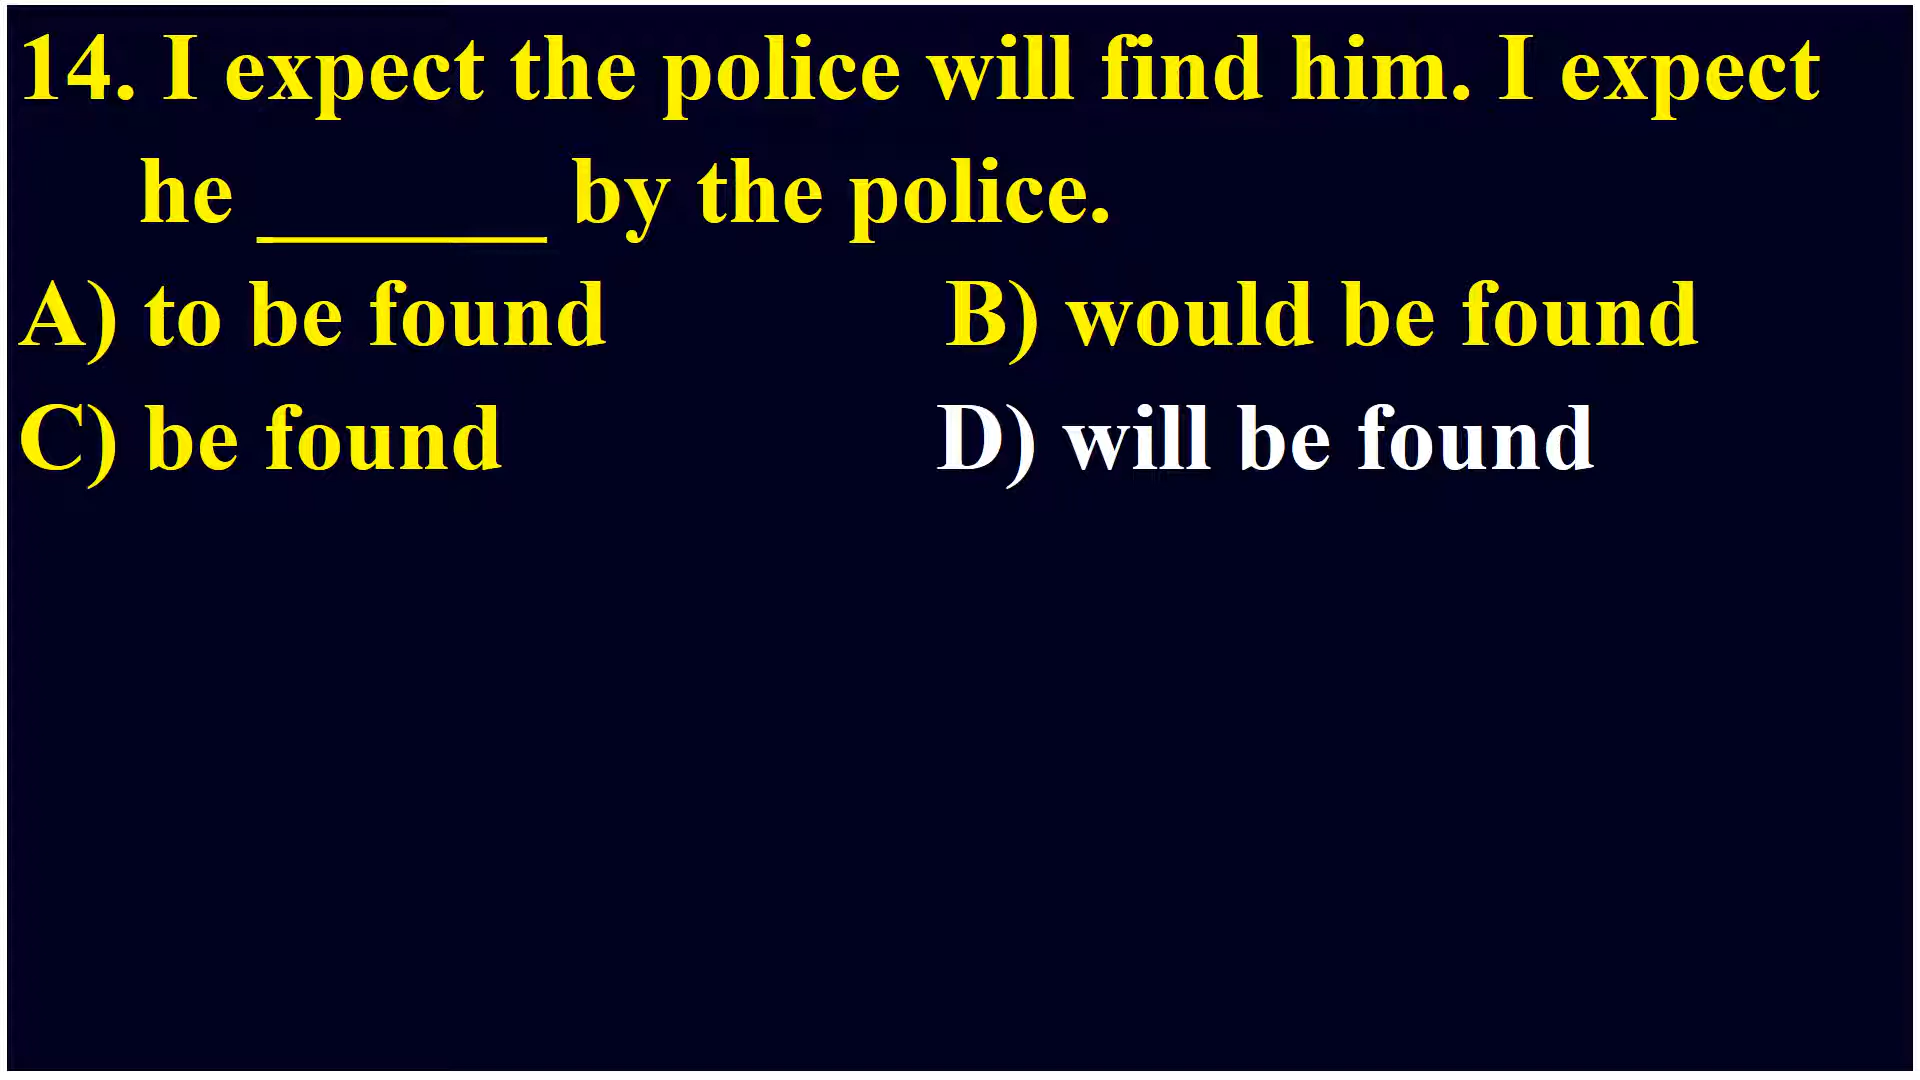 14. I expect the police will find him. I expect
he ______ by the police.
A) to be found B) would be found
C) be found D) will be found